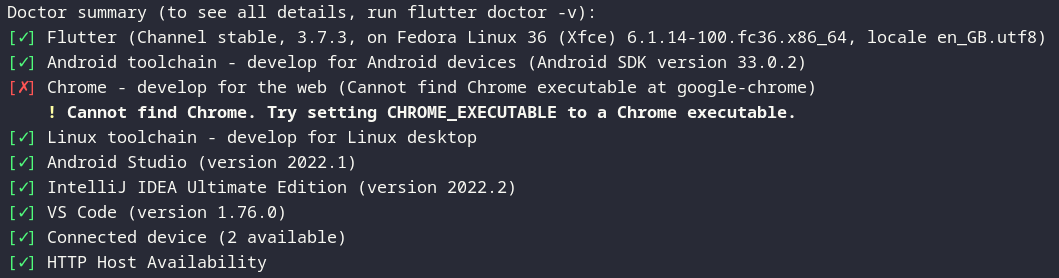 Doctor summary (to see all details, run flutter doctor -v):
[✓] Flutter (Channel stable, 3.7.3, on Fedora Linux 36 (Xfce) 6.1.14-100.fc36.x86_64, locale en_GB.utf8)
[✓] Android toolchain - develop for Android devices (Android SDK version 33.0.2)
[✗] Chrome - develop for the web (Cannot find Chrome executable at google-chrome)
    ! Cannot find Chrome. Try setting CHROME_EXECUTABLE to a Chrome executable.
[✓] Linux toolchain - develop for Linux desktop
[✓] Android Studio (version 2022.1)
[✓] IntelliJ IDEA Ultimate Edition (version 2022.2)
[✓] VS Code (version 1.76.0)
[✓] Connected device (2 available)
[✓] HTTP Host Availability